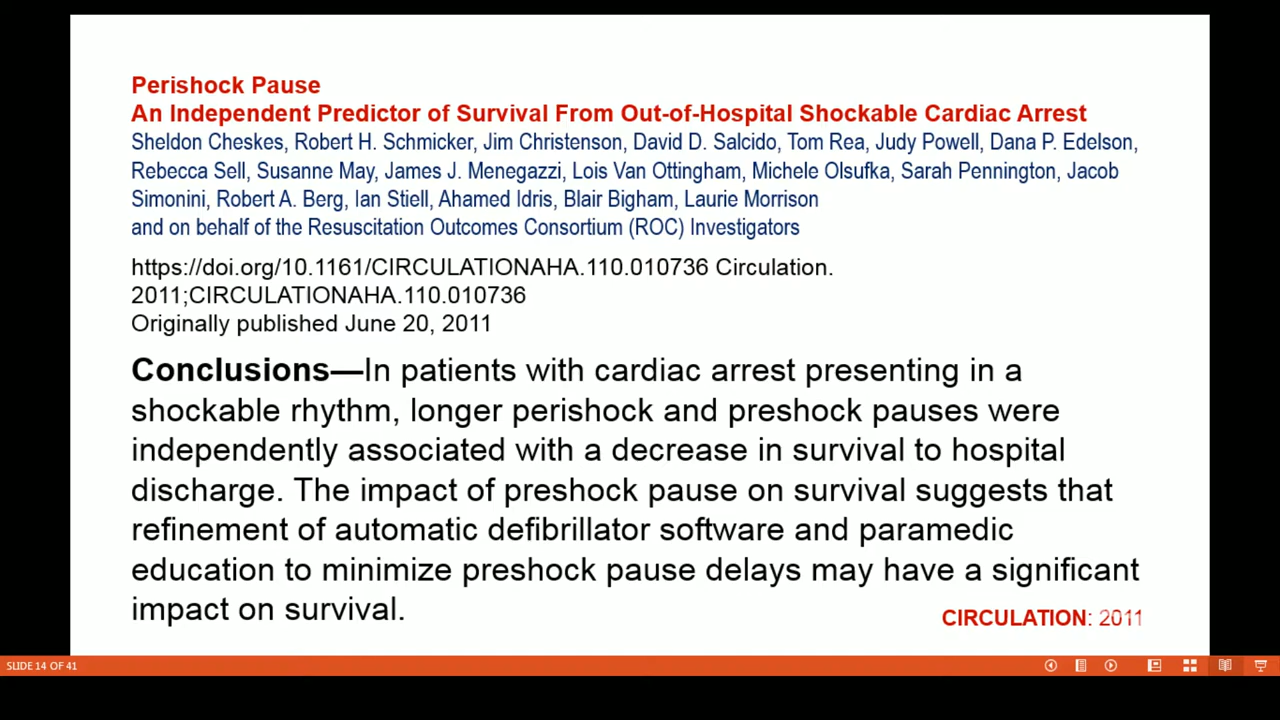 Perishock Pause
An Independent Predictor of Survival From Out-of-Hospital Shockable Cardiac Arrest
Sheldon Cheskes, Robert H. Schmicker, Jim Christenson, David D. Salcido, Tom Rea, Judy Powell, Dana P. Edelson,
Rebecca Sell, Susanne May, James J. Menegazzi, Lois Van Ottingham, Michele Olsufka, Sarah Pennington, Jacob
Simonini, Robert A. Berg, Ian Stiell, Ahamed Idris, Blair Bigham, Laurie Morrison
and on behalf of the Resuscitation Outcomes Consortium (ROC) Investigators
https://doi.org/10.1161/CIRCULATIONAHA.110.010736 Circulation.
2011;CIRCULATIONAHA.110.010736
Originally published June 20, 2011
Conclusions—In patients with cardiac arrest presenting in a
shockable rhythm, longer perishock and preshock pauses were
independently associated with a decrease in survival to hospital
discharge. The impact of preshock pause on survival suggests that
refinement of automatic defibrillator software and paramedic
education to minimize preshock pause delays may have a significant
impact on survival.
CIRCULATION: 2011
SLIDE 14 OF 41